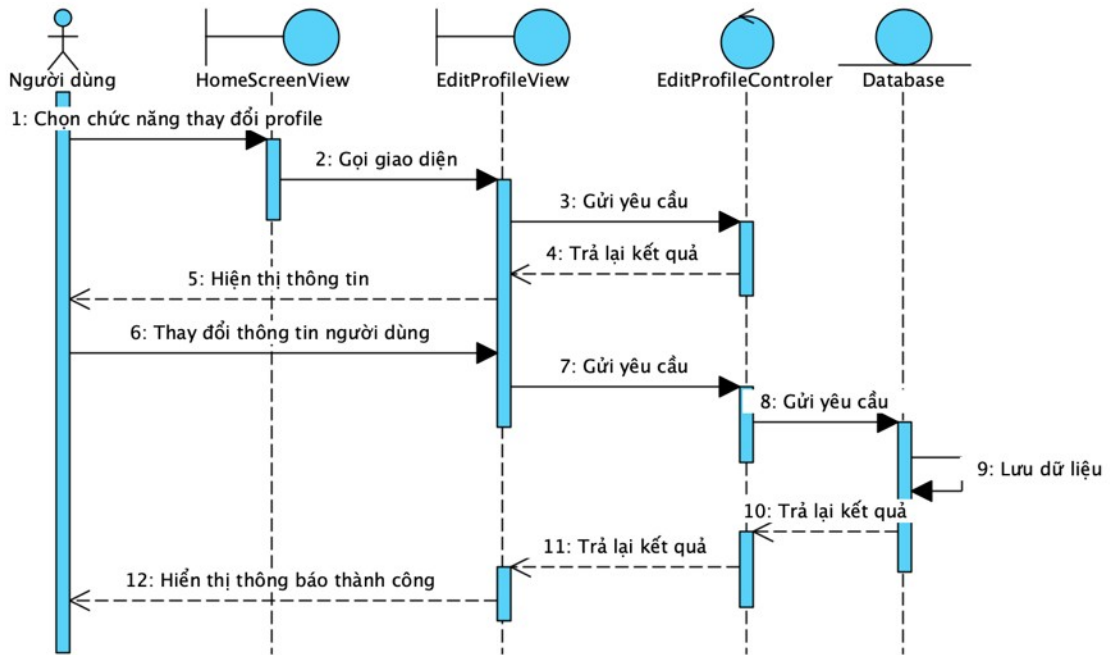 Người dùng
HomeScreenView
EditProfileView
EditProfileControler
Database
1: Chọn chức năng thay đổi profile
2: Gọi giao diện
3: Gửi yêu cầu
4: Trả lại kết quả
5: Hiện thị thông tin
6: Thay đổi thông tin người dùng
7: Gửi yêu cầu
8: Gửi yêu cầu
9: Lưu dữ liệu
10: Trả lại kết quả
11: Trả lại kết quả
12: Hiển thị thông báo thành công